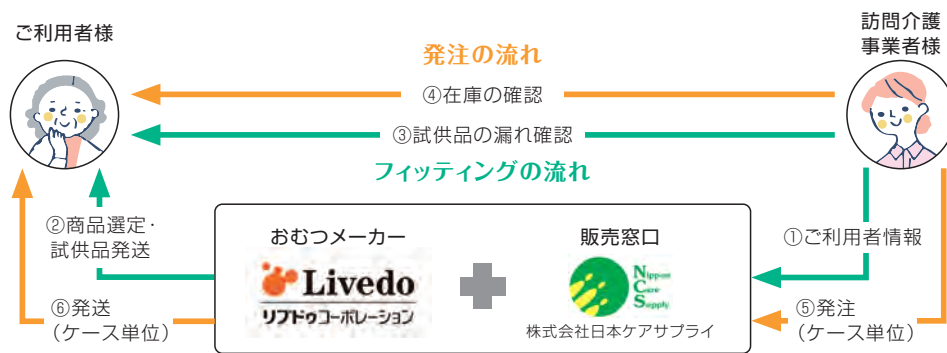 ご利用者様
訪問介護
事業者様
発注の流れ
④在庫の確認
③試供品の漏れ確認
フィッティングの流れ
②商品選定・
試供品発送
おむつメーカー
販売窓口
①ご利用者情報
Livedo
リブドゥコーポレーション
Nippon
Care
Supply
株式会社日本ケアサプライ
⑥発送
（ケース単位）
⑤発注
（ケース単位）